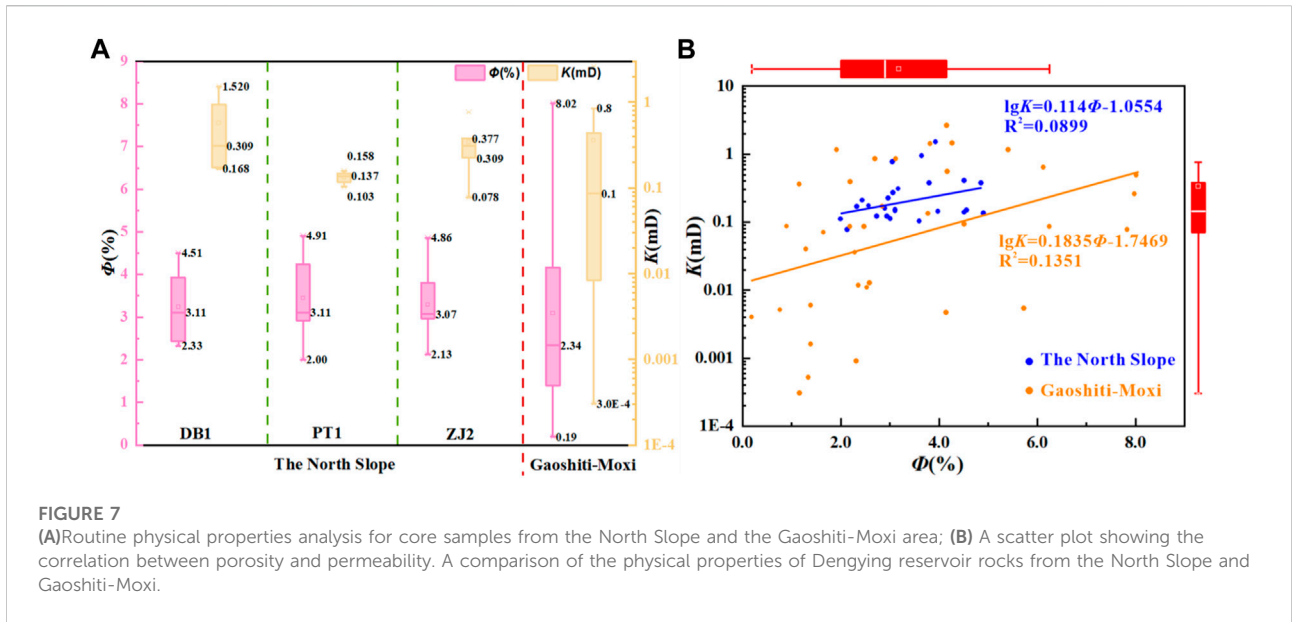 A
Φ(%)
K(mD)
9
8
7
6
5
4
3
2
1
0
Φ(%)
1
0.1
0.01
0.001
1E-4
K(mD)
4.51
3.11
2.33
1.520
0.309
0.168
4.91
3.11
2.00
0.158
0.137
0.103
4.86
3.07
2.13
0.377
0.309
0.078
8.02
2.34
0.19
0.8
0.1
3.0E-4
DB1
PT1
ZJ2
The North Slope
Gaoshiti-Moxi
B
10
1
0.1
0.01
0.001
1E-4
K(mD)
lgK=0.114Φ-1.0554
R²=0.0899
lgK=0.1835Φ-1.7469
R²=0.1351
The North Slope
Gaoshiti-Moxi
0.0 2.0 4.0 6.0 8.0
Φ(%)
FIGURE 7
(A)Routine physical properties analysis for core samples from the North Slope and the Gaoshiti-Moxi area; (B) A scatter plot showing the
correlation between porosity and permeability. A comparison of the physical properties of Dengying reservoir rocks from the North Slope and
Gaoshiti-Moxi.